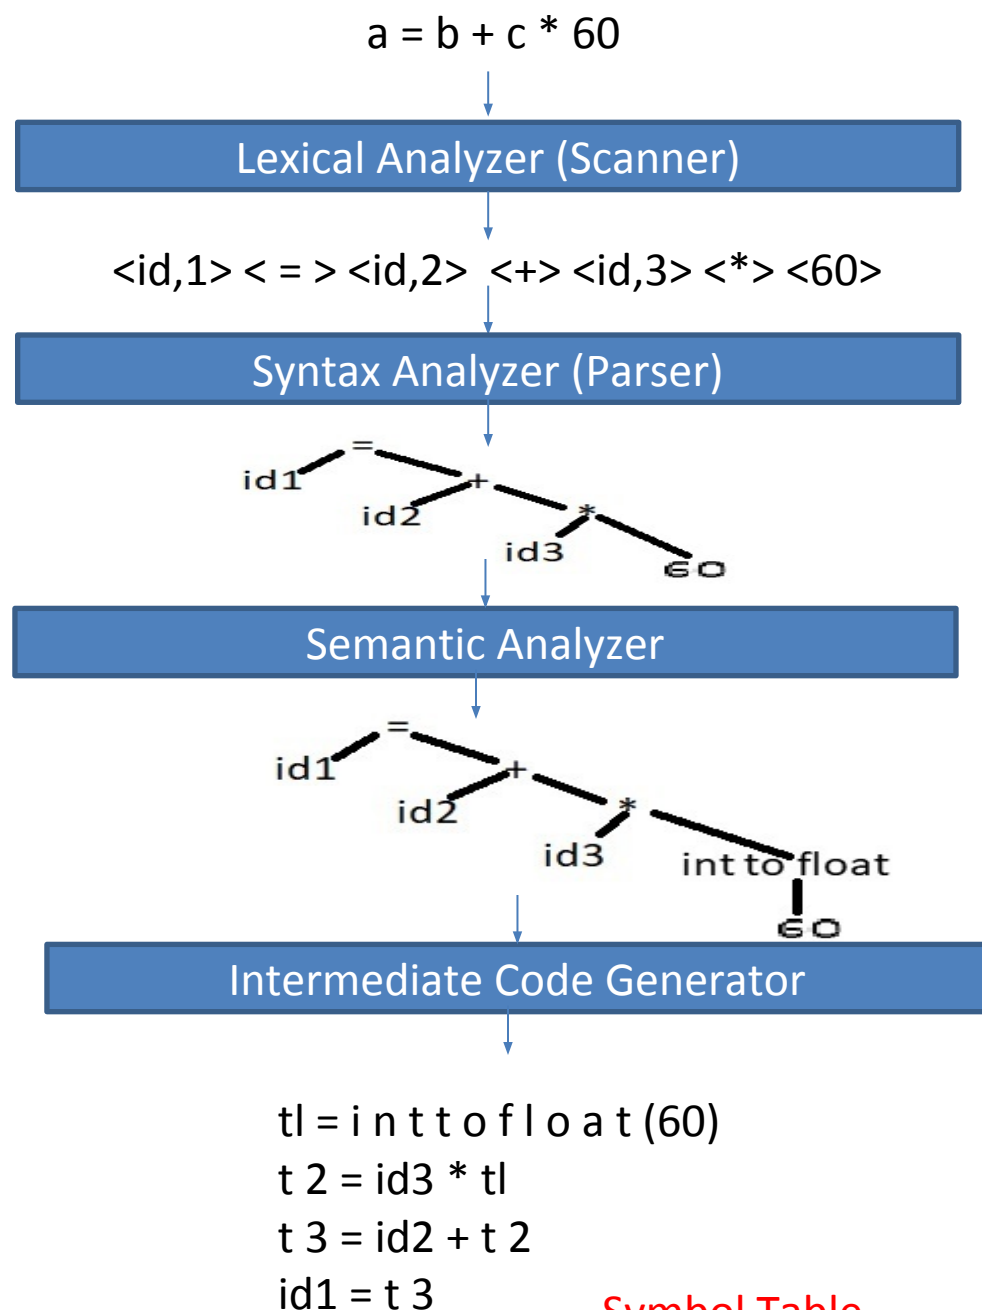 a = b + c * 60
Lexical Analyzer (Scanner)
<id,1> < = > <id,2> <+> <id,3> <*> <60>
Syntax Analyzer (Parser)
=
id1 +
id2 *
id3 60
Semantic Analyzer
=
id1 +
id2 *
id3 int to float
60
Intermediate Code Generator
tl = i n t t o f l o a t (60)
t 2 = id3 * tl
t 3 = id2 + t 2
id1 = t 3
Symbol Table